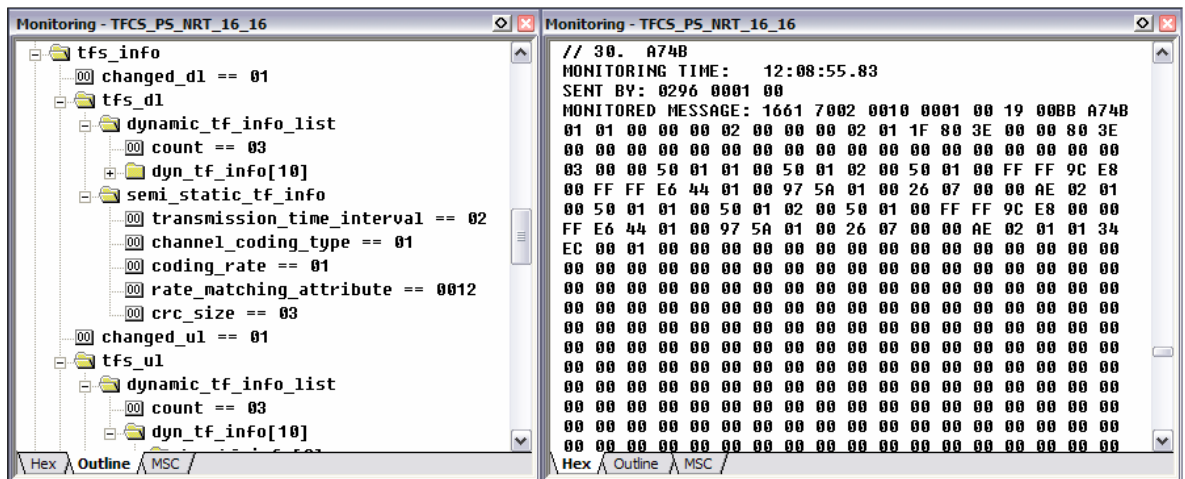 Monitoring - TFCS_PS_NRT_16_16
tfs_info
changed_dl == 01
tfs_dl
dynamic_tf_info_list
count == 03
dyn_tf_info[10]
semi_static_tf_info
transmission_time_interval == 02
channel_coding_type == 01
coding_rate == 01
rate_matching_attribute == 0012
crc_size == 03
changed_ul == 01
tfs_ul
dynamic_tf_info_list
count == 03
dyn_tf_info[10]
Hex Outline MSC
Monitoring - TFCS_PS_NRT_16_16
// 30. A74B
MONITORING TIME: 12:08:55.83
SENT BY: 0296 0001 00
MONITORED MESSAGE: 1661 7002 0010 0001 00 19 00BB A74B
01 01 00 00 00 02 00 00 00 02 01 1F 80 3E 00 00 80 3E
00 00 00 00 00 00 00 00 00 00 00 00 00 00 00 00 00 00
03 00 00 50 01 01 00 50 01 02 00 50 01 00 FF FF 9C E8
00 FF FF E6 44 01 00 97 5A 01 00 26 07 00 00 AE 02 01
00 50 01 01 00 50 01 02 00 50 01 00 FF FF 9C E8 00 00
FF E6 44 01 00 97 5A 01 00 26 07 00 00 AE 02 01 01 34
EC 00 01 00 00 00 00 00 00 00 00 00 00 00 00 00 00 00
00 00 00 00 00 00 00 00 00 00 00 00 00 00 00 00 00 00
00 00 00 00 00 00 00 00 00 00 00 00 00 00 00 00 00 00
00 00 00 00 00 00 00 00 00 00 00 00 00 00 00 00 00 00
00 00 00 00 00 00 00 00 00 00 00 00 00 00 00 00 00 00
00 00 00 00 00 00 00 00 00 00 00 00 00 00 00 00 00 00
00 00 00 00 00 00 00 00 00 00 00 00 00 00 00 00 00 00
00 00 00 00 00 00 00 00 00 00 00 00 00 00 00 00 00 00
00 00 00 00 00 00 00 00 00 00 00 00 00 00 00 00 00 00
00 00 00 00 00 00 00 00 00 00 00 00 00 00 00 00 00 00
00 00 00 00 00 00 00 00 00 00 00 00 00 00 00 00 00 00
Hex Outline MSC